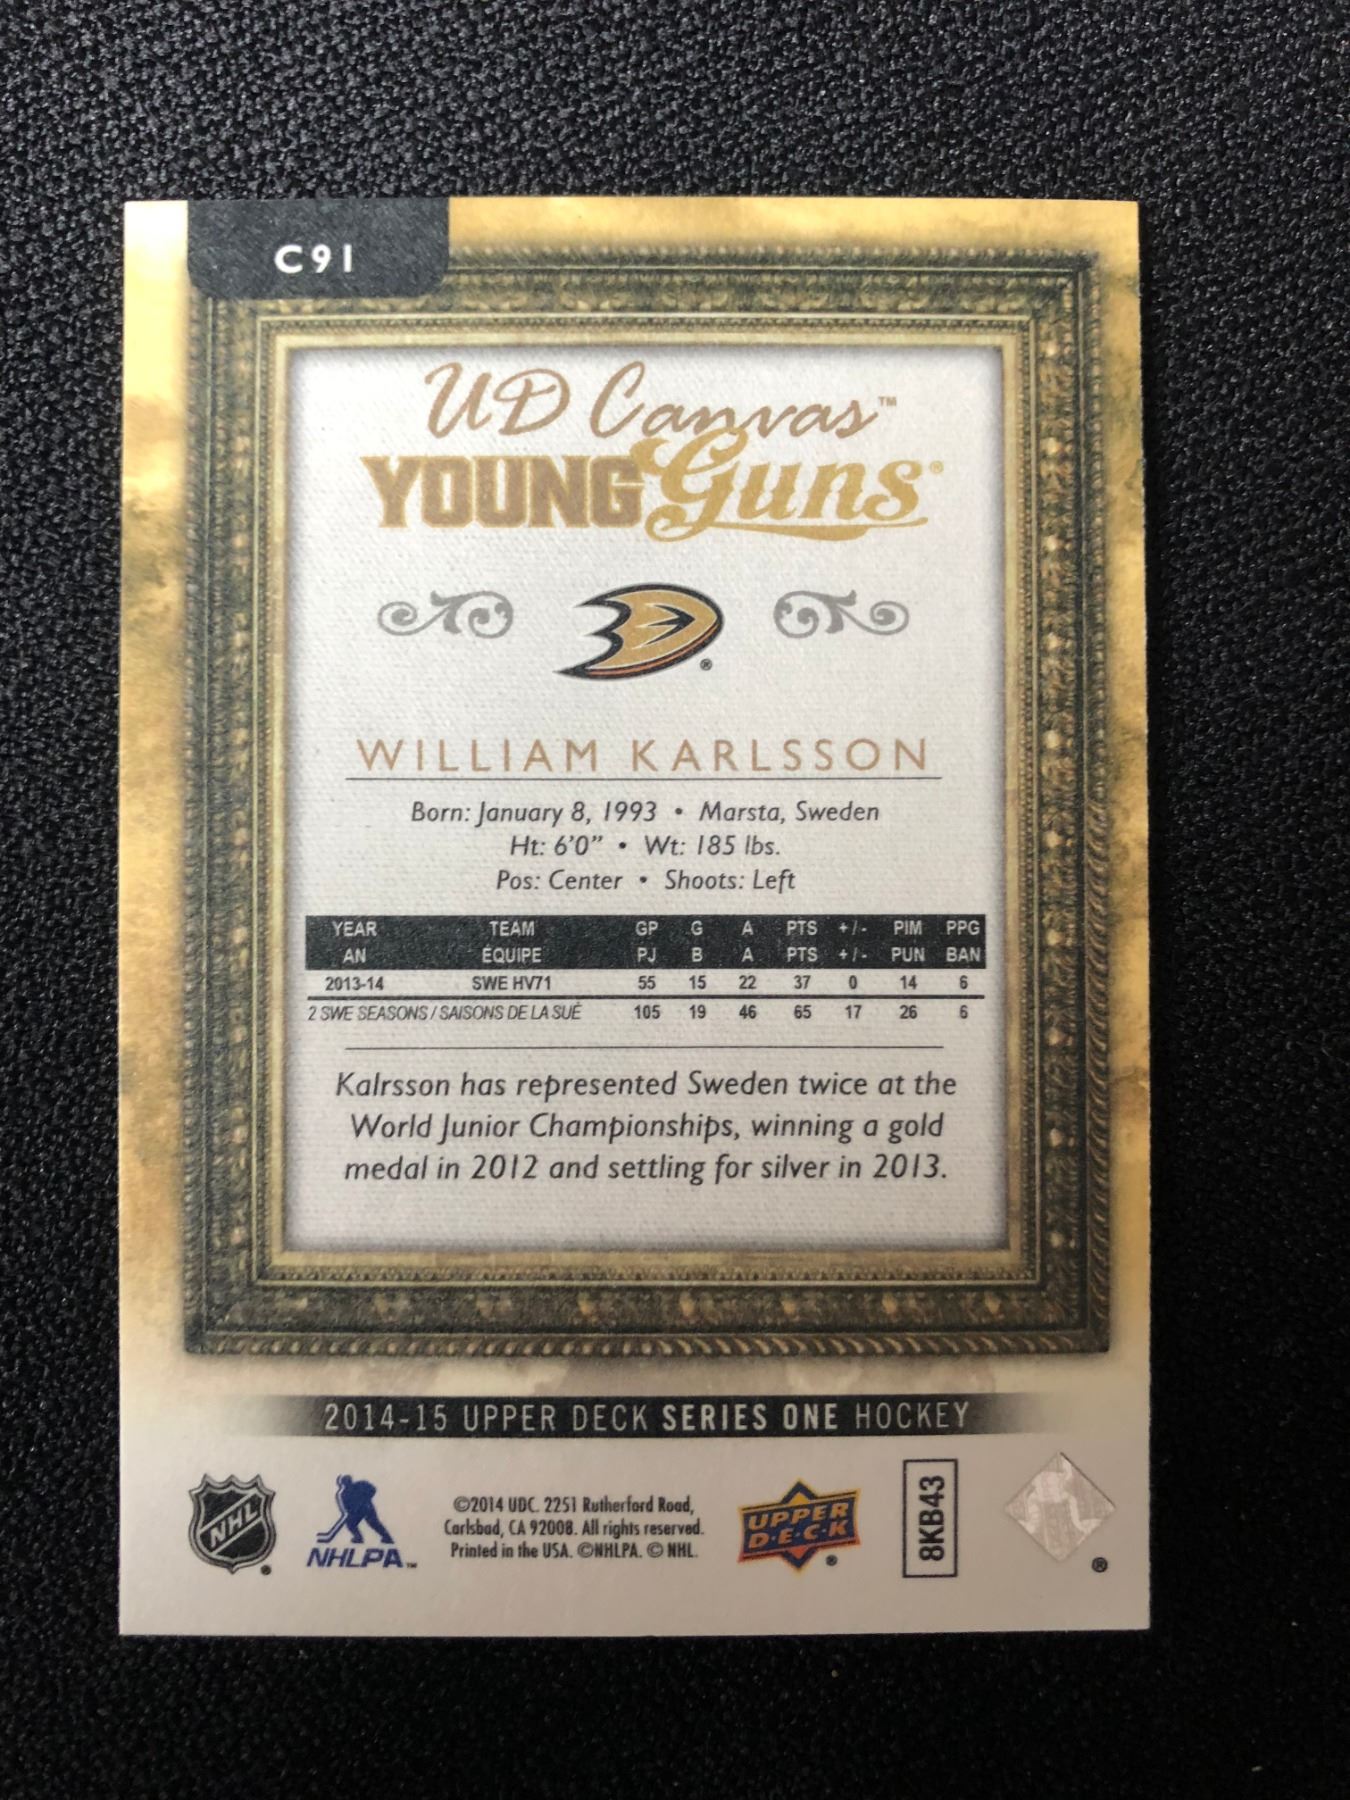 C91
UD Canvas™
YOUNG Guns®
®
WILLIAM KARLSSON
Born: January 8, 1993 • Marsta, Sweden
Ht: 6'0" • Wt: 185 lbs.
Pos: Center • Shoots: Left
YEAR TEAM GP G A PTS +/- PIM PPG
AN ÉQUIPE PJ B A PTS +/- PUN BAN
2013-14 SWE HV71 55 15 22 37 0 14 6
2 SWE SEASONS / SAISONS DE LA SUÉ 105 19 46 65 17 26 6
Kalrsson has represented Sweden twice at the
World Junior Championships, winning a gold
medal in 2012 and settling for silver in 2013.
2014-15 UPPER DECK SERIES ONE HOCKEY
NHL®
NHLPA™
©2014 UDC. 2251 Rutherford Road,
Carlsbad, CA 92008. All rights reserved.
Printed in the USA. ©NHLPA. © NHL.
UPPER
D·E·C·K®
8KB43
®